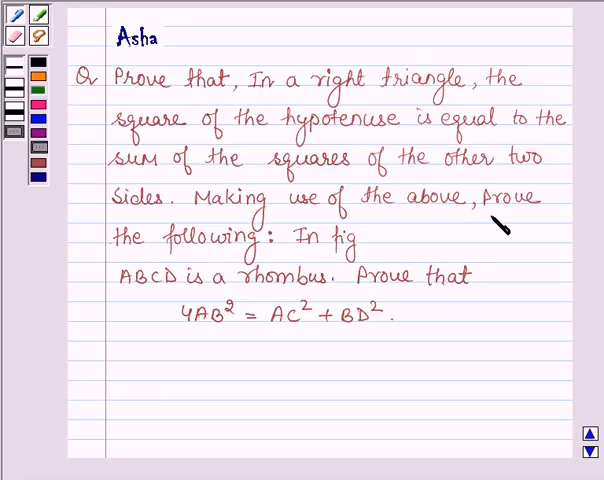 Asha
Q Prove that, In a right triangle, the
square of the hypotenuse is equal to the
sum of the squares of the other two
sides. Making use of the above, prove
the following: In fig
ABCD is a rhombus. Prove that
4AB² = AC² + BD².